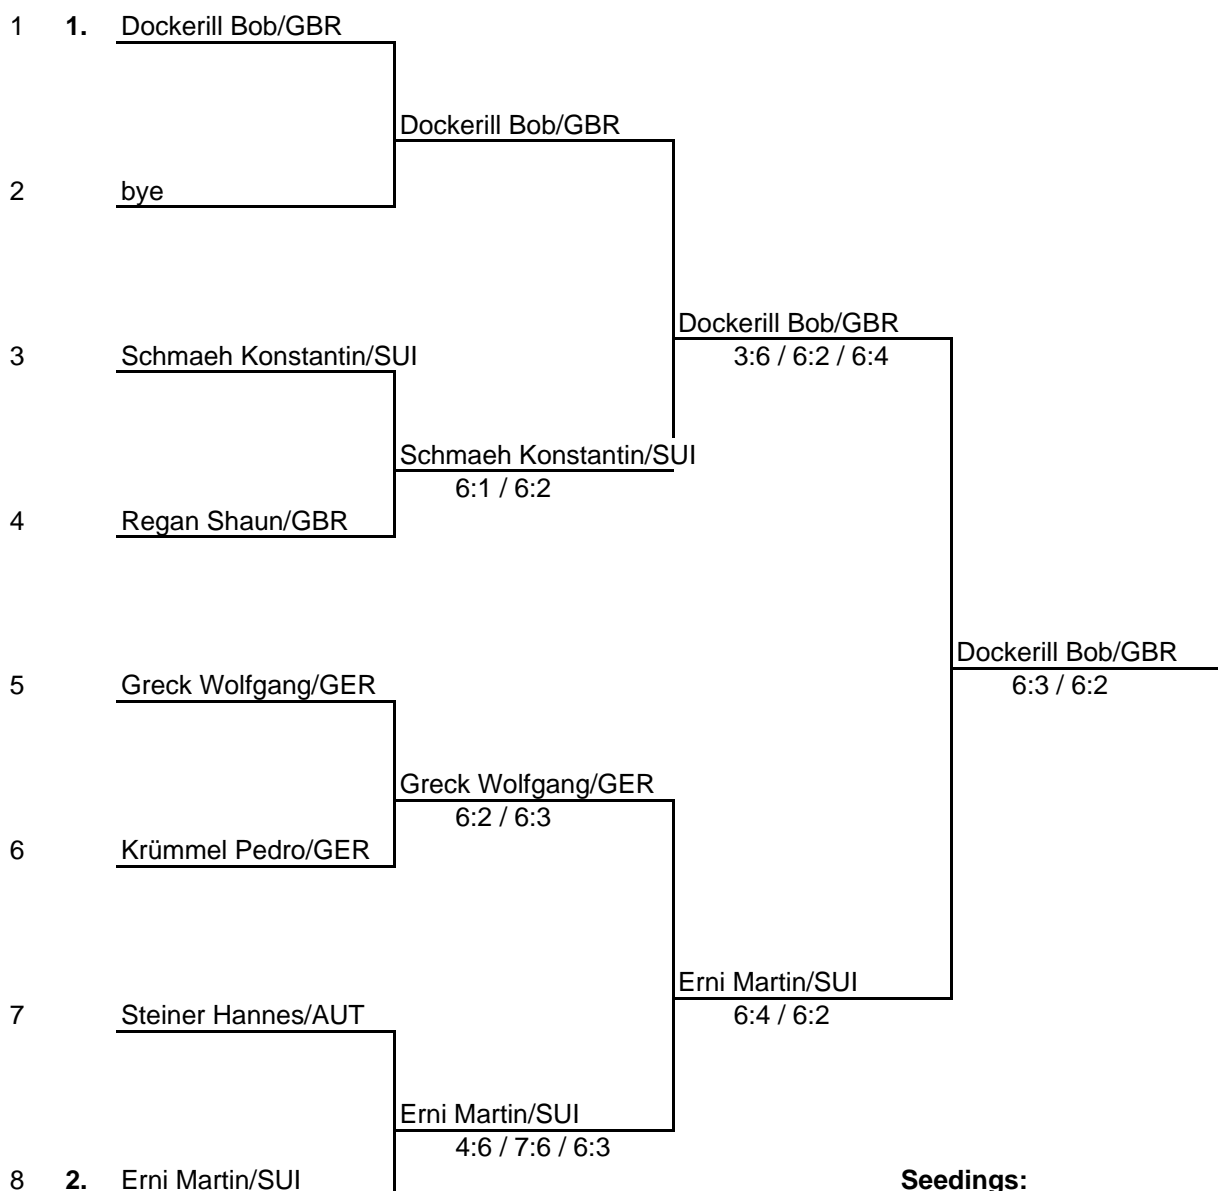 1 1. Dockerill Bob/GBR
Dockerill Bob/GBR
2 bye
Dockerill Bob/GBR
3 Schmaeh Konstantin/SUI 3:6 / 6:2 / 6:4
Schmaeh Konstantin/SUI
6:1 / 6:2
4 Regan Shaun/GBR
Dockerill Bob/GBR
5 Greck Wolfgang/GER 6:3 / 6:2
Greck Wolfgang/GER
6:2 / 6:3
6 Krümmel Pedro/GER
Erni Martin/SUI
7 Steiner Hannes/AUT 6:4 / 6:2
Erni Martin/SUI
4:6 / 7:6 / 6:3
8 2. Erni Martin/SUI Seedings: